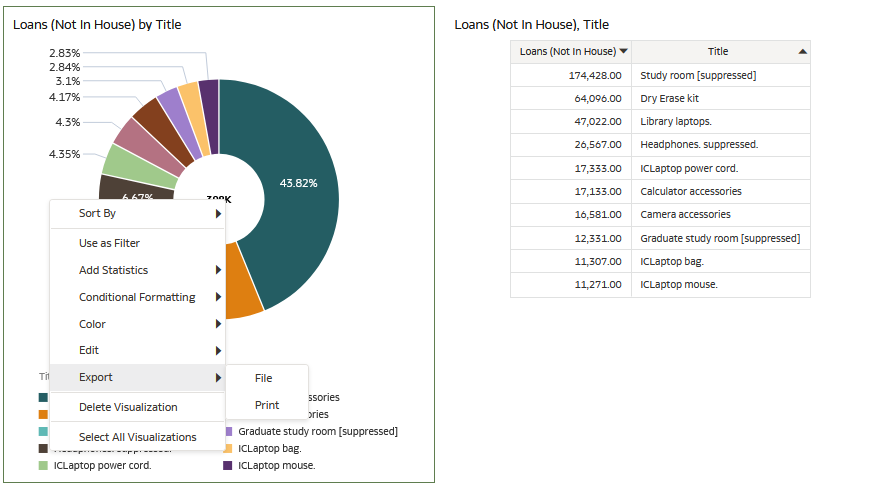 Loans (Not In House) by Title
2.83%
2.84%
3.1%
4.17%
4.3%
4.35%
6.67%
43.82%
Sort By
Use as Filter
Add Statistics
Conditional Formatting
Color
Edit
Export
Delete Visualization
Select All Visualizations
File
Print
Graduate study room [suppressed]
ICLaptop bag.
ICLaptop power cord.
ICLaptop mouse.
Loans (Not In House), Title
Loans (Not In House) Title
174,428.00 Study room [suppressed]
64,096.00 Dry Erase kit
47,022.00 Library laptops.
26,567.00 Headphones. suppressed.
17,333.00 ICLaptop power cord.
17,133.00 Calculator accessories
16,581.00 Camera accessories
12,331.00 Graduate study room [suppressed]
11,307.00 ICLaptop bag.
11,271.00 ICLaptop mouse.